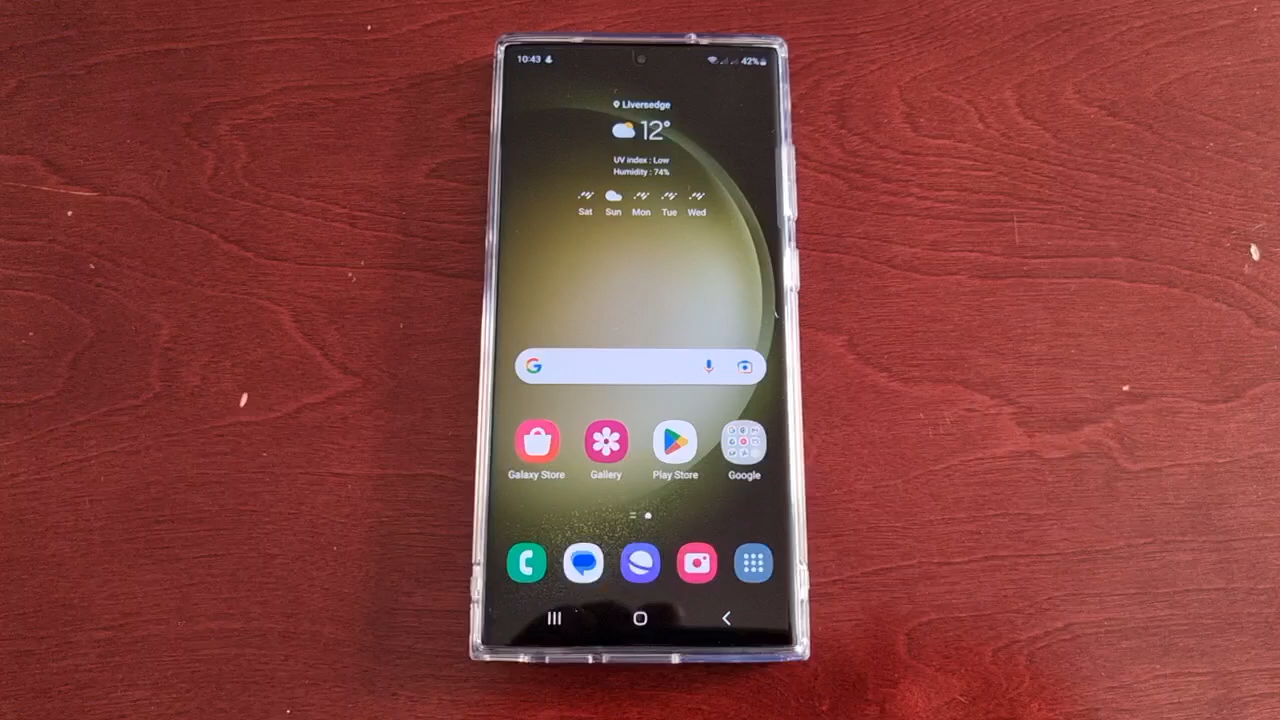 10:43
42%
Liversedge
12°
UV index : Low
Humidity : 74%
Sat Sun Mon Tue Wed
G
Galaxy Store Gallery Play Store Google